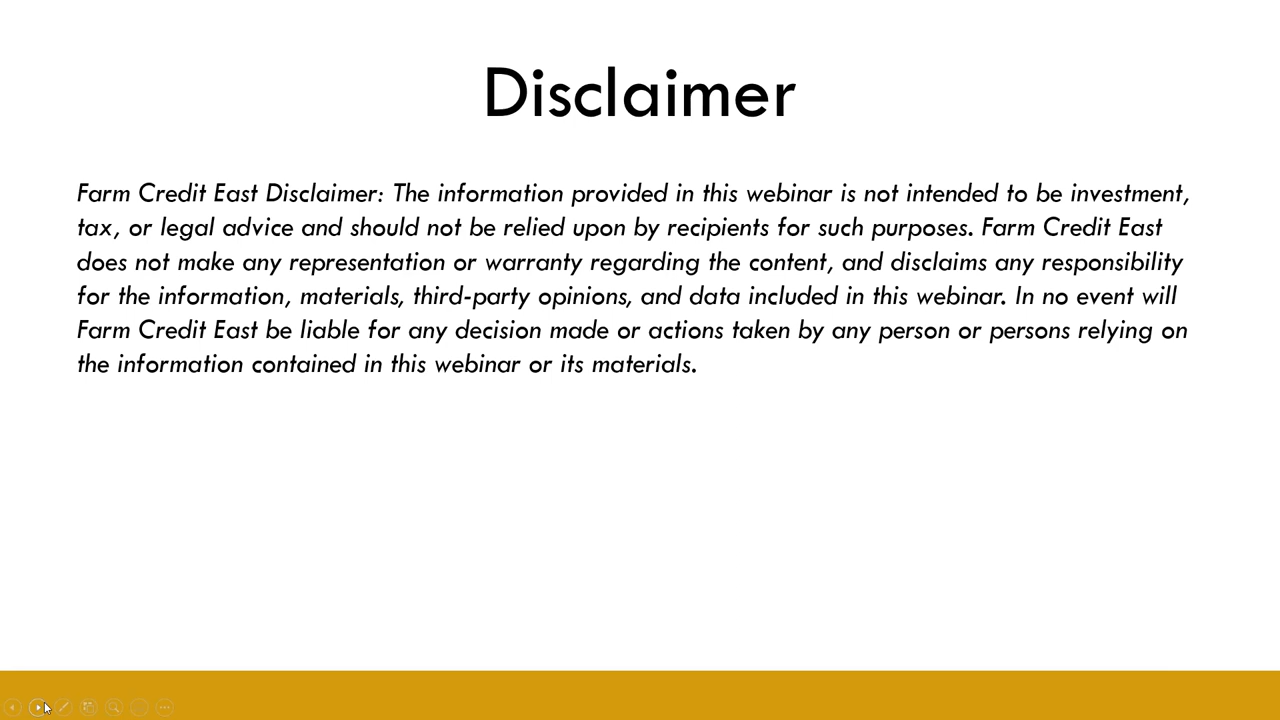 Disclaimer
Farm Credit East Disclaimer: The information provided in this webinar is not intended to be investment,
tax, or legal advice and should not be relied upon by recipients for such purposes. Farm Credit East
does not make any representation or warranty regarding the content, and disclaims any responsibility
for the information, materials, third-party opinions, and data included in this webinar. In no event will
Farm Credit East be liable for any decision made or actions taken by any person or persons relying on
the information contained in this webinar or its materials.